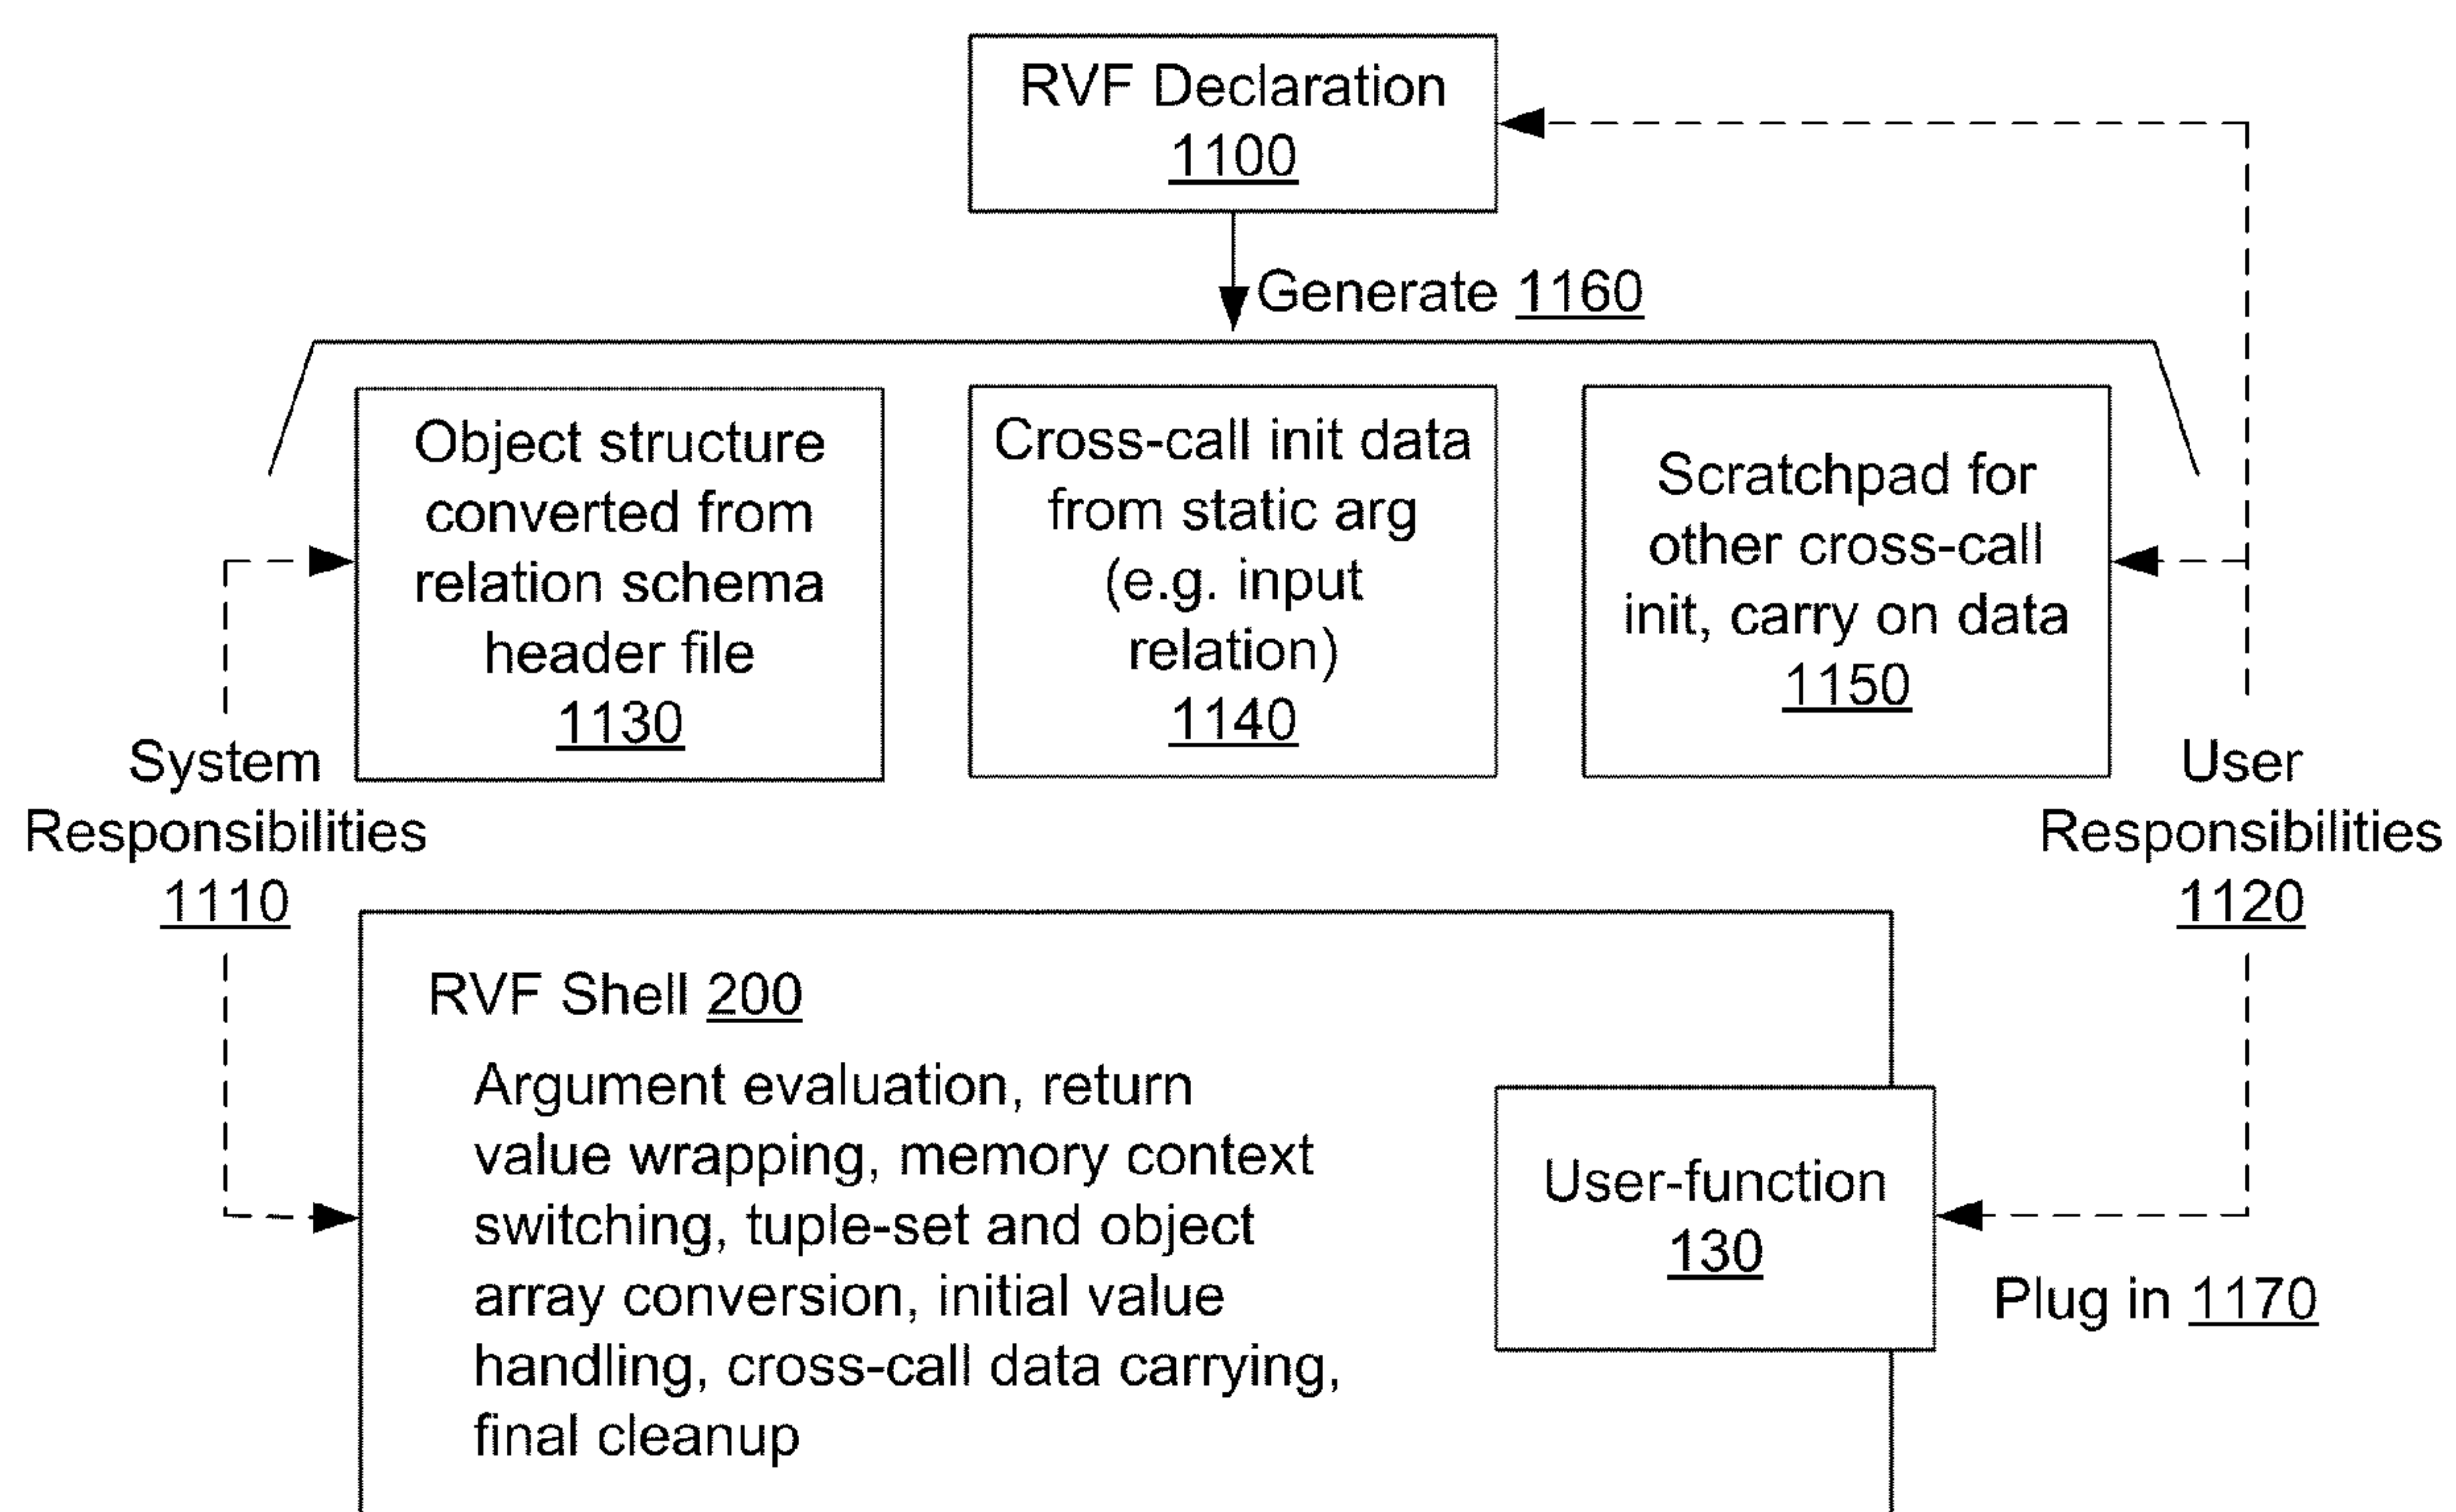 RVF Declaration
1100
Generate 1160
Object structure
converted from
relation schema
header file
1130
Cross-call init data
from static arg
(e.g. input
relation)
1140
Scratchpad for
other cross-call
init, carry on data
1150
System
Responsibilities
1110
User
Responsibilities
1120
RVF Shell 200
Argument evaluation, return
value wrapping, memory context
switching, tuple-set and object
array conversion, initial value
handling, cross-call data carrying,
final cleanup
User-function
130
Plug in 1170